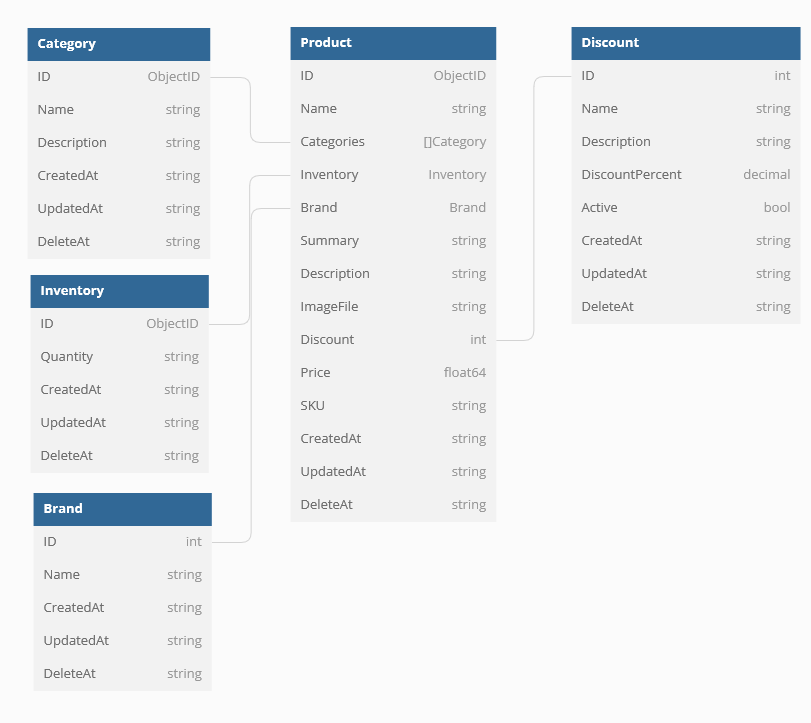 Category
ID ObjectID
Name string
Description string
CreatedAt string
UpdatedAt string
DeleteAt string
Inventory
ID ObjectID
Quantity string
CreatedAt string
UpdatedAt string
DeleteAt string
Brand
ID int
Name string
CreatedAt string
UpdatedAt string
DeleteAt string
Product
ID ObjectID
Name string
Categories []Category
Inventory Inventory
Brand Brand
Summary string
Description string
ImageFile string
Discount int
Price float64
SKU string
CreatedAt string
UpdatedAt string
DeleteAt string
Discount
ID int
Name string
Description string
DiscountPercent decimal
Active bool
CreatedAt string
UpdatedAt string
DeleteAt string